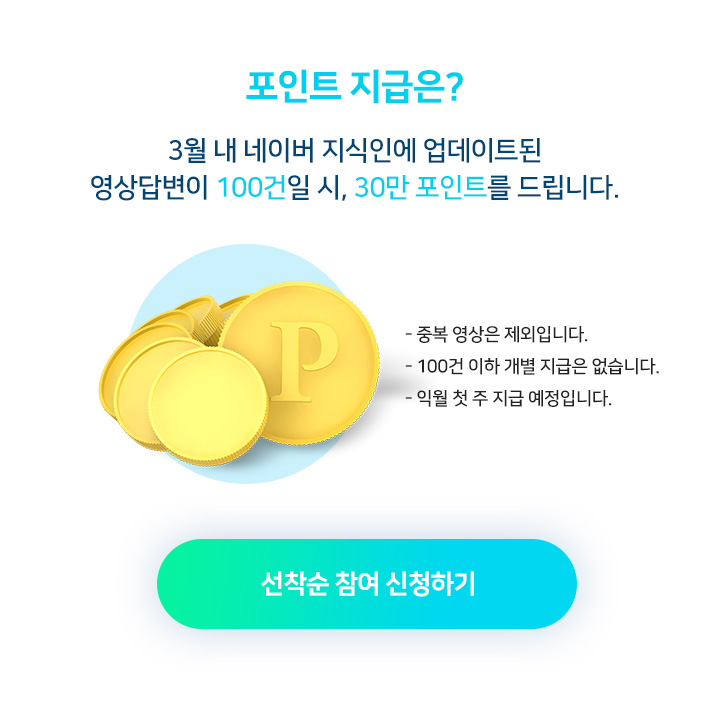 포인트 지급은?
3월 내 네이버 지식인에 업데이트된
영상답변이 100건일 시, 30만 포인트를 드립니다.
P
- 중복 영상은 제외입니다.
- 100건 이하 개별 지급은 없습니다.
- 익월 첫 주 지급 예정입니다.
선착순 참여 신청하기